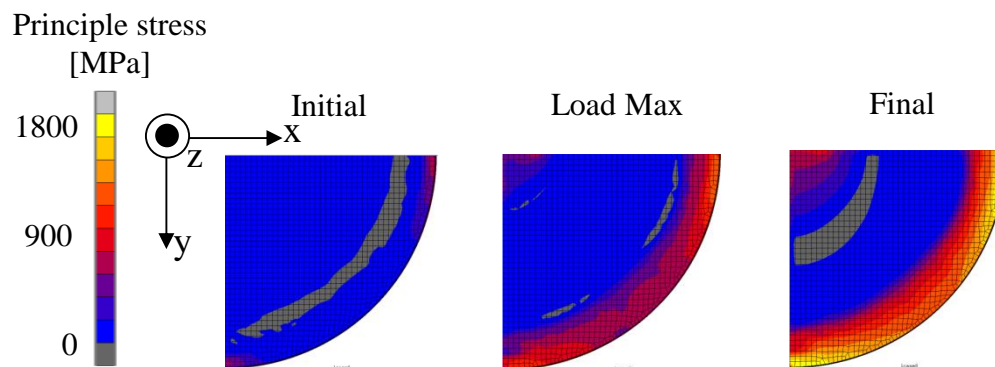 Principle stress
[MPa]
1800
900
0
z
x
y
Initial
Load Max
Final